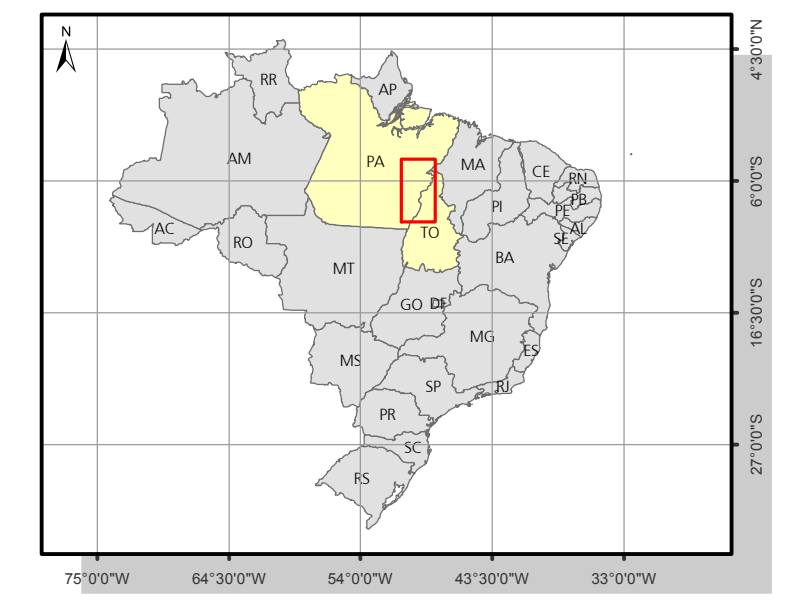 N
4°30'0"N
RR
AP
AM
PA
MA
CE
RN
6°0'0"S
PB
PI
PE
AC
TO
AL
RO
SE
BA
MT
GO
DF
16°30'0"S
MG
ES
MS
SP
RJ
PR
SC
27°0'0"S
RS
75°0'0"W 64°30'0"W 54°0'0"W 43°30'0"W 33°0'0"W